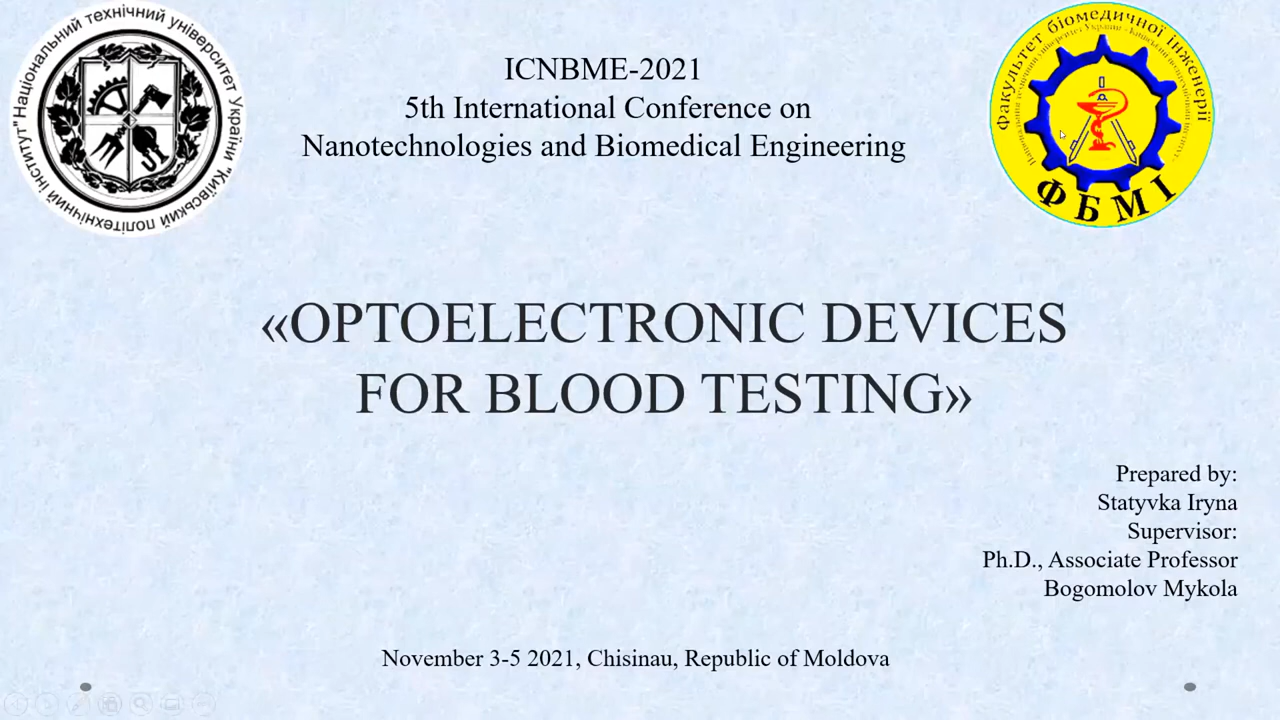 Національний технічний університет України "Київський політехнічний інститут"
ICNBME-2021
5th International Conference on
Nanotechnologies and Biomedical Engineering
Факультет біомедичної інженерії
ФБМІ
«OPTOELECTRONIC DEVICES
FOR BLOOD TESTING»
Prepared by:
Statyvka Iryna
Supervisor:
Ph.D., Associate Professor
Bogomolov Mykola
November 3-5 2021, Chisinau, Republic of Moldova